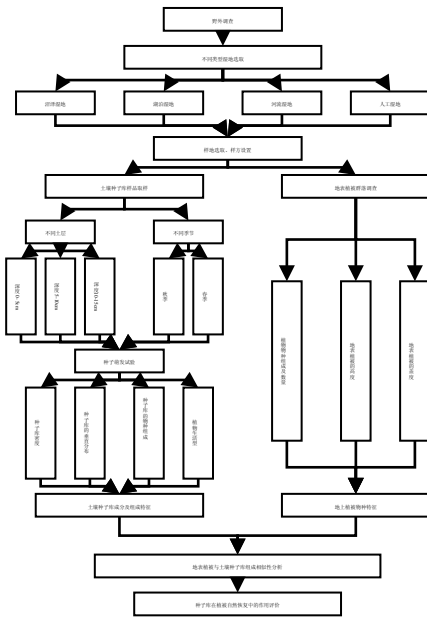 野外调查
不同类型湿地选取
沼泽湿地
湖泊湿地
河流湿地
人工湿地
样地选取、样方设置
土壤种子库样品取样
地表植被群落调查
不同土层
不同季节
深度 0-5cm
深度 5-10cm
深度10-15cm
秋季
春季
植物物种组成及数量
地表植被的高度
地表植被的盖度
种子萌发试验
种子库密度
种子库的垂直分布
种子库的物种组成
植物生活型
土壤种子库成分及组成特征
地上植被物种特征
地表植被与土壤种子库组成相似性分析
种子库在植被自然恢复中的作用评价